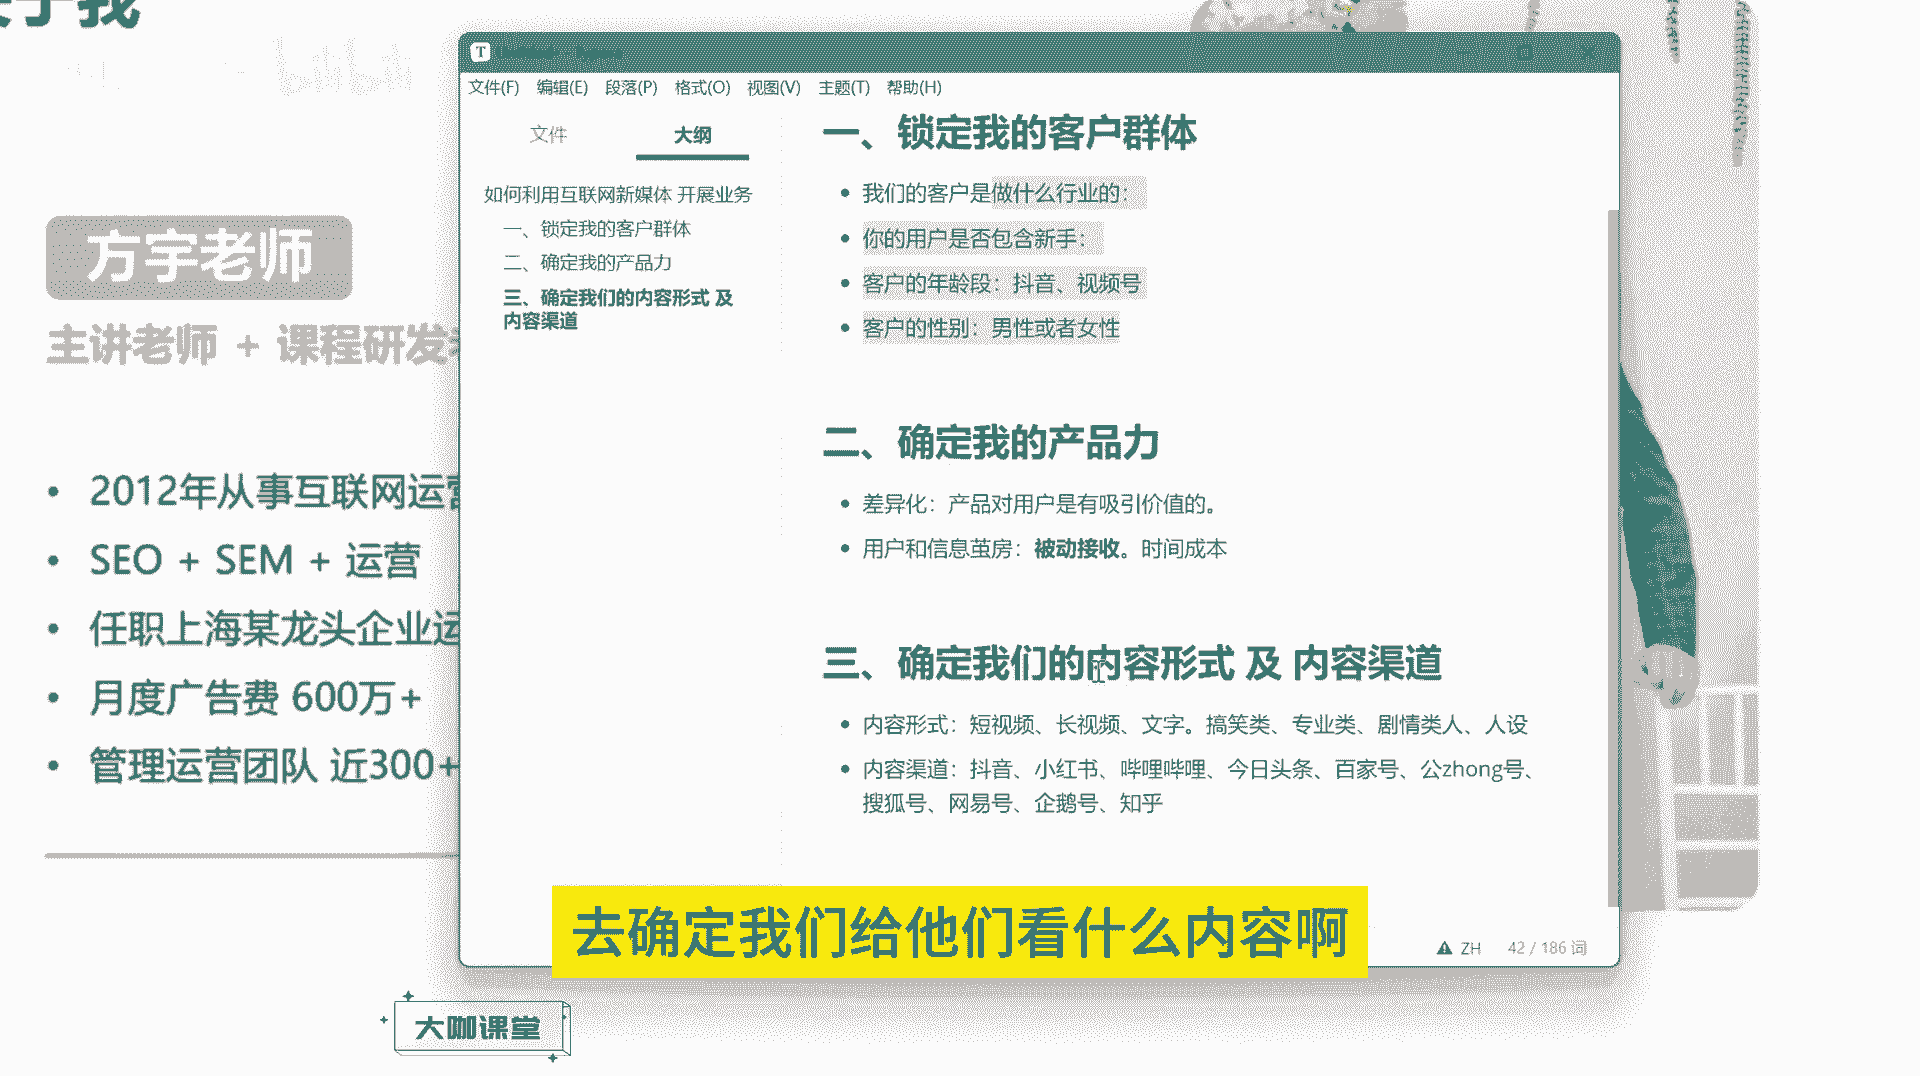 于我
bilibili
方宇老师
主讲老师 + 课程研发
• 2012年从事互联网运营
• SEO + SEM + 运营
• 任职上海某龙头企业运
• 月度广告费 600万+
• 管理运营团队 近300+
T
文件(F) 编辑(E) 段落(P) 格式(O) 视图(V) 主题(T) 帮助(H)
文件 大纲
如何利用互联网新媒体 开展业务
一、锁定我的客户群体
二、确定我的产品力
三、确定我们的内容形式 及
内容渠道
一、锁定我的客户群体
• 我们的客户是做什么行业的：
• 你的用户是否包含新手：
• 客户的年龄段：抖音、视频号
• 客户的性别：男性或者女性
二、确定我的产品力
• 差异化：产品对用户是有吸引价值的。
• 用户和信息茧房：被动接收。时间成本
三、确定我们的内容形式 及 内容渠道
• 内容形式：短视频、长视频、文字。搞笑类、专业类、剧情类人、人设
• 内容渠道：抖音、小红书、哔哩哔哩、今日头条、百家号、公zhong号、
搜狐号、网易号、企鹅号、知乎
ZH 42 / 186 词
去确定我们给他们看什么内容啊
大咖课堂